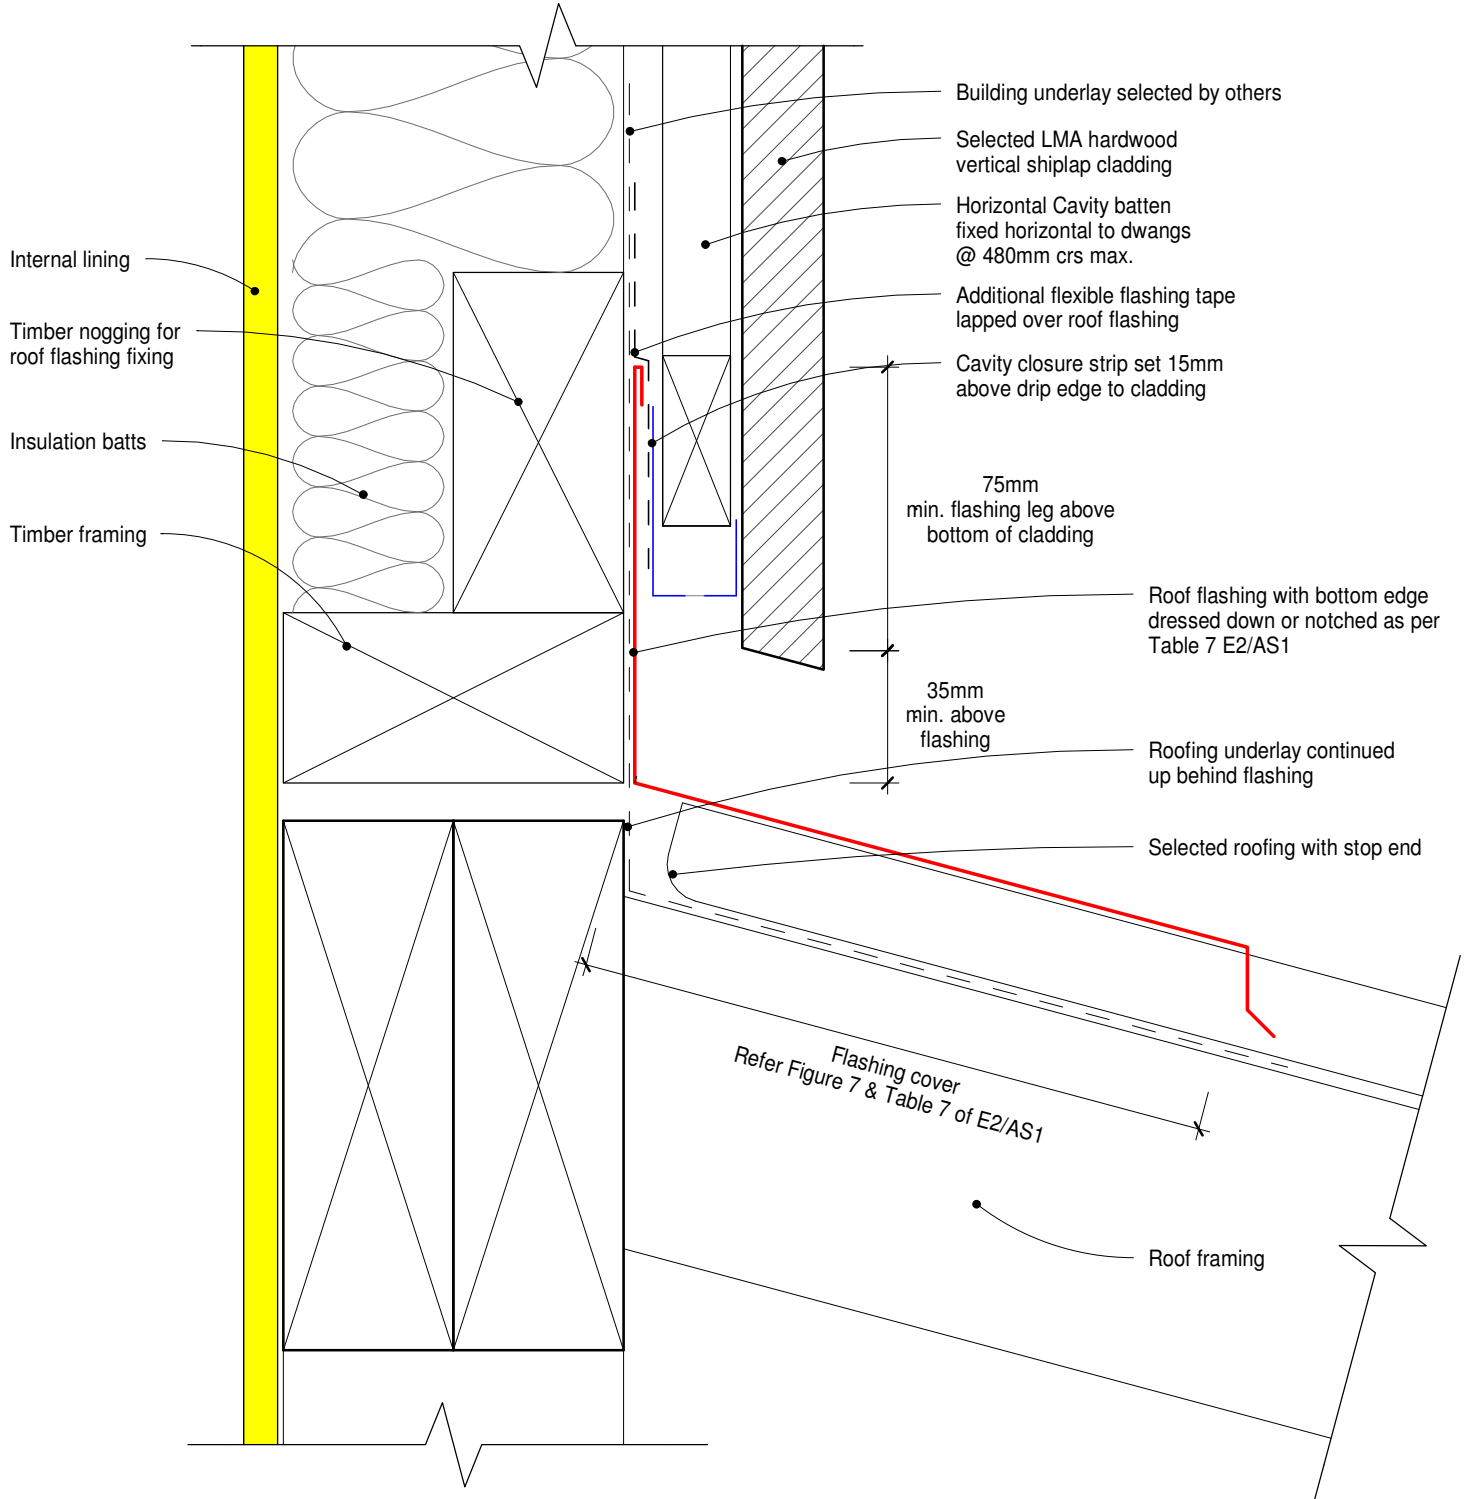 Building underlay selected by others
Selected LMA hardwood
vertical shiplap cladding
Horizontal Cavity batten
fixed horizontal to dwangs
@ 480mm crs max.
Additional flexible flashing tape
lapped over roof flashing
Cavity closure strip set 15mm
above drip edge to cladding
Internal lining
Timber nogging for
roof flashing fixing
Insulation batts
Timber framing
75mm
min. flashing leg above
bottom of cladding
Roof flashing with bottom edge
dressed down or notched as per
Table 7 E2/AS1
35mm
min. above
flashing
Roofing underlay continued
up behind flashing
Selected roofing with stop end
Flashing cover
Refer Figure 7 & Table 7 of E2/AS1
Roof framing